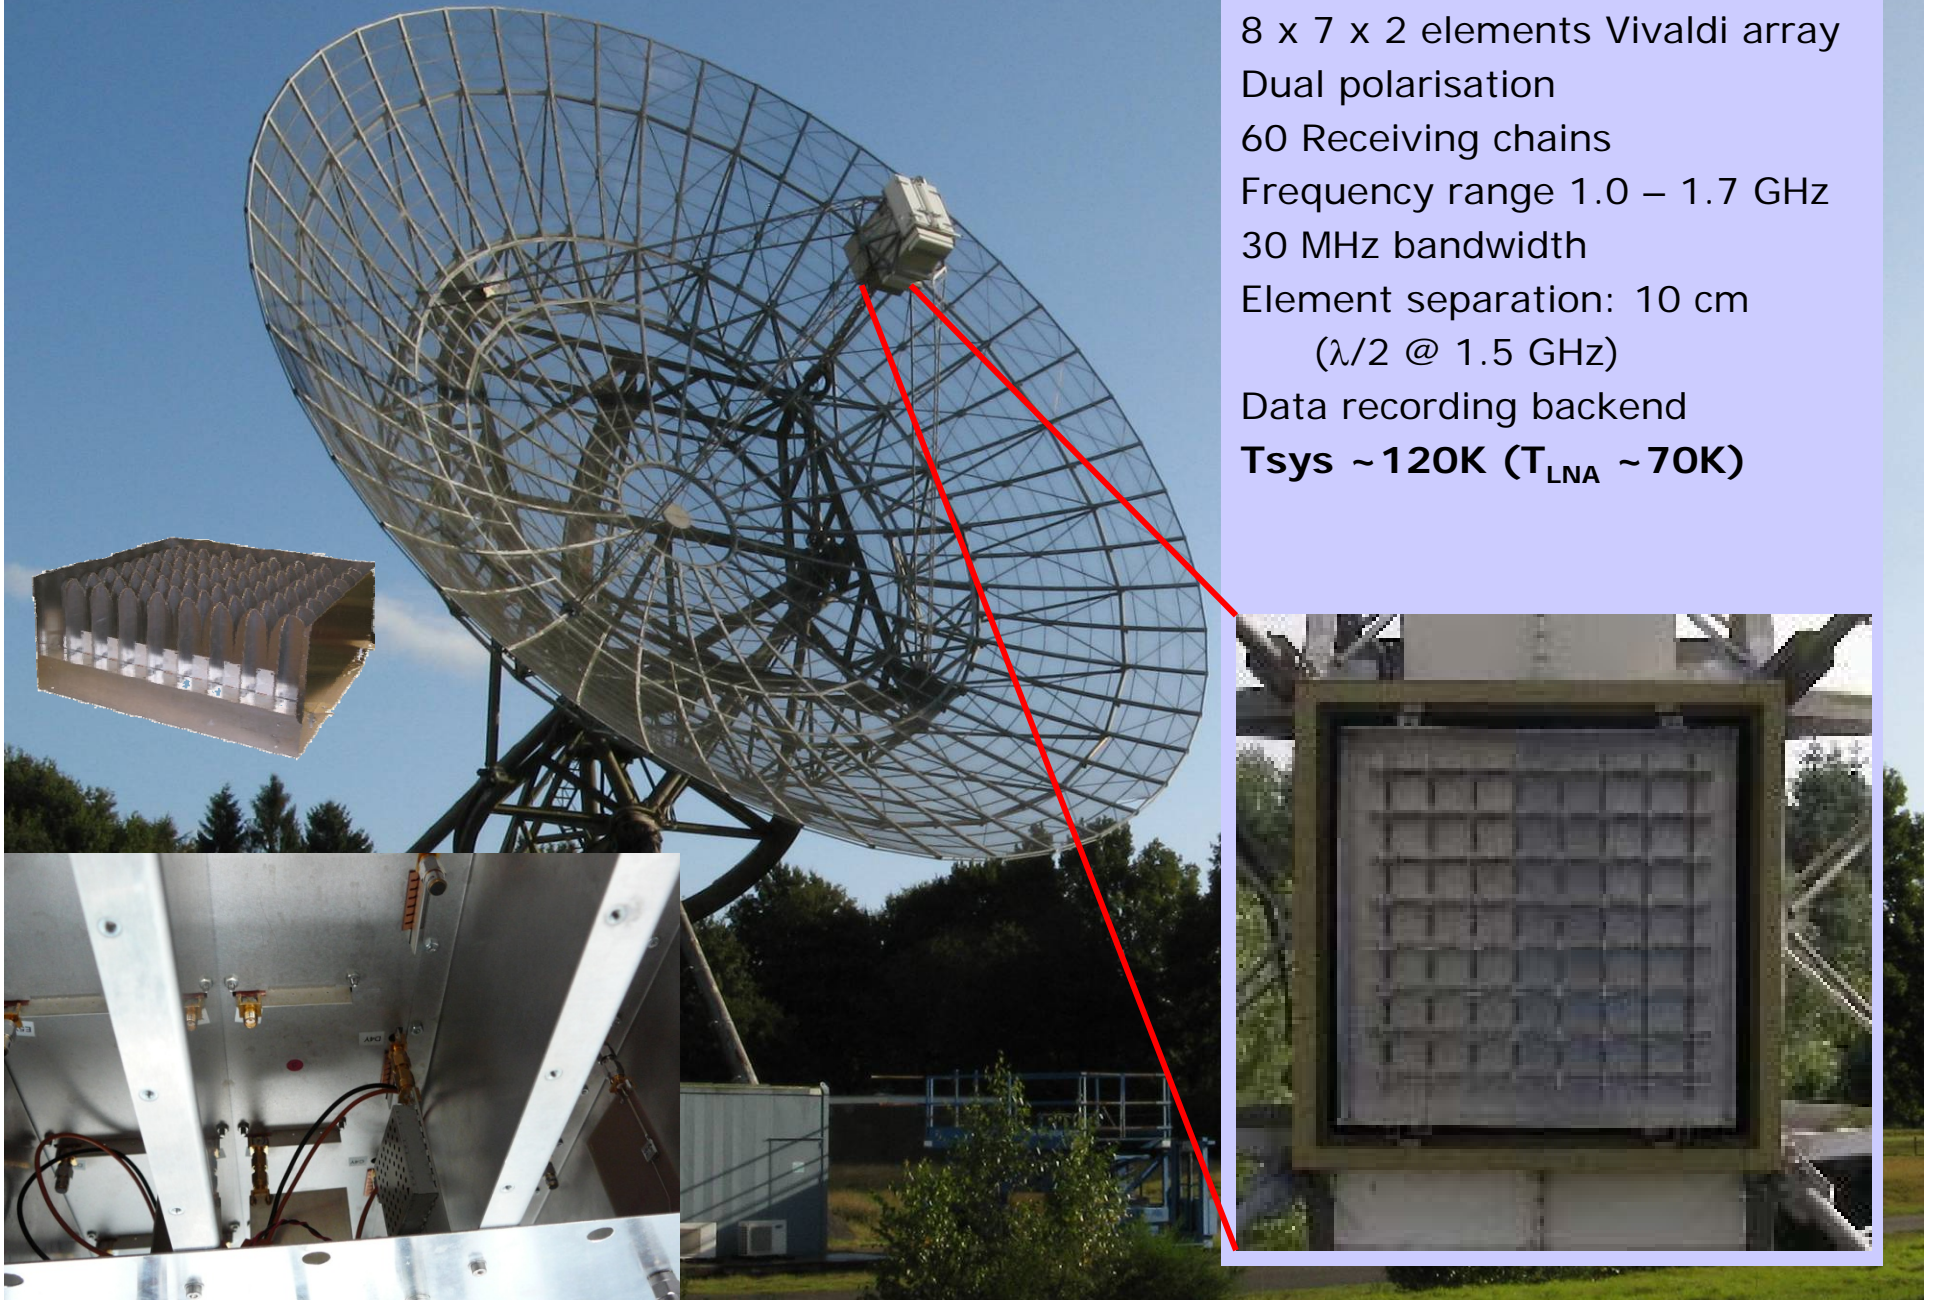 8 x 7 x 2 elements Vivaldi array
Dual polarisation
60 Receiving chains
Frequency range 1.0 – 1.7 GHz
30 MHz bandwidth
Element separation: 10 cm
(λ/2 @ 1.5 GHz)
Data recording backend
Tsys ~120K (T_LNA ~70K)